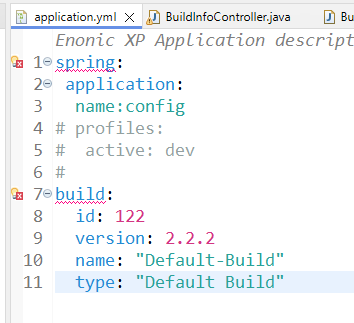 application.yml
BuildInfoController.java
Enonic XP Application descript
1 spring:
2  application:
3   name:config
4 # profiles:
5 #  active: dev
6 #
7 build:
8   id: 122
9   version: 2.2.2
10   name: "Default-Build"
11   type: "Default Build"